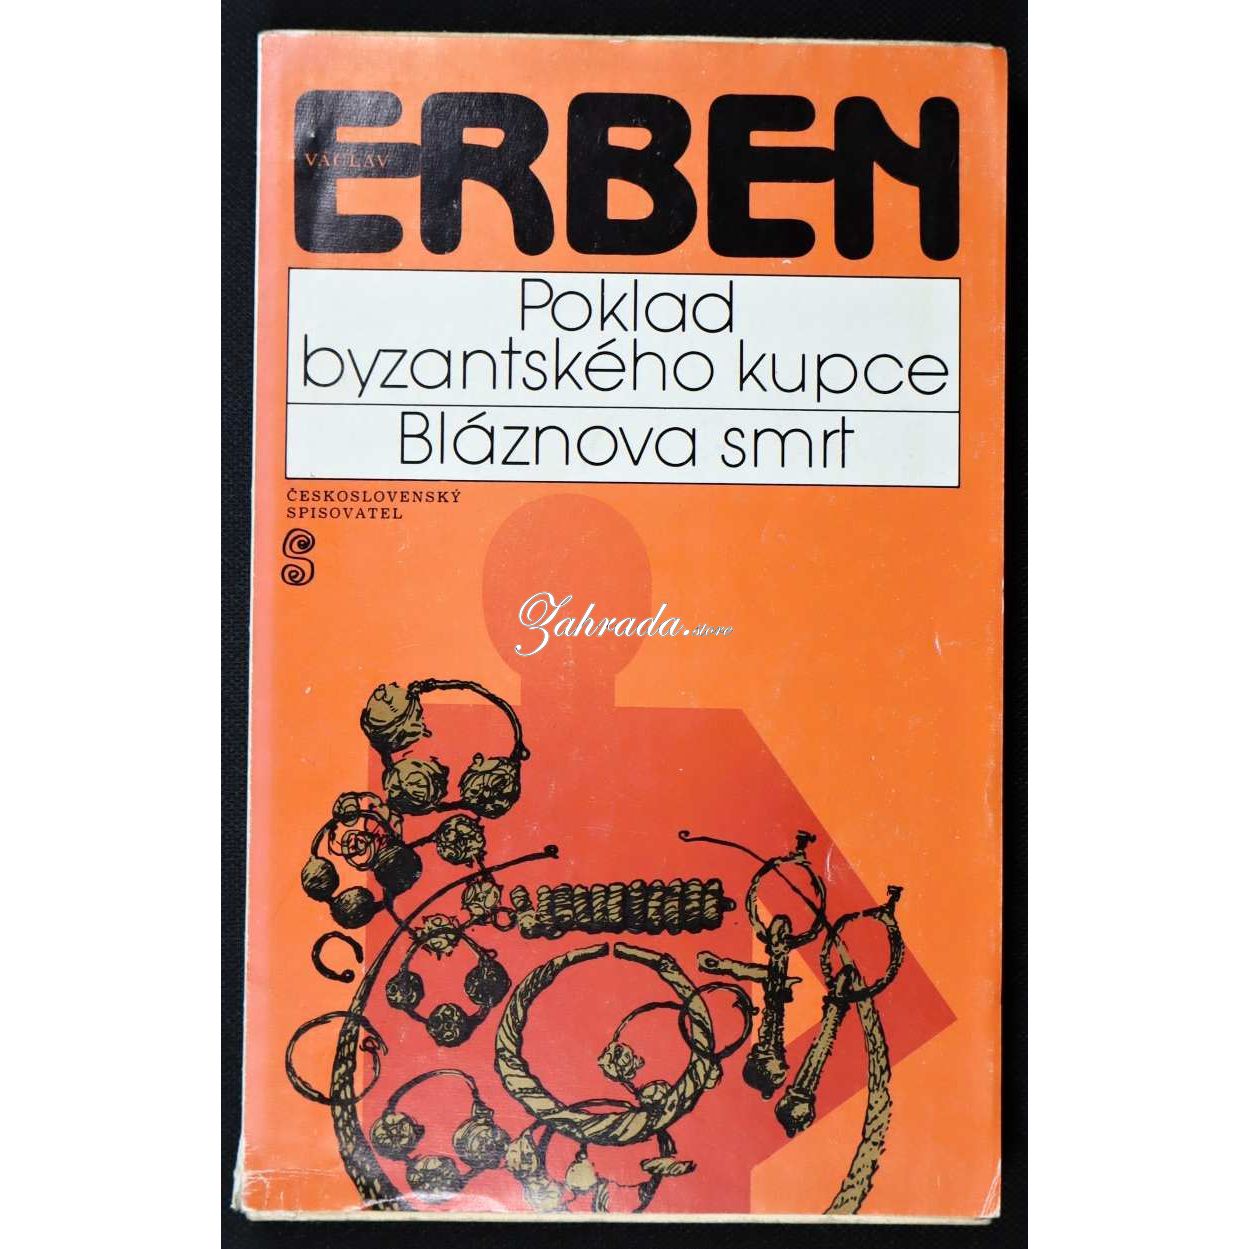 VÁCLAV
ERBEN
Poklad
byzantského kupce
Bláznova smrt
ČESKOSLOVENSKÝ
SPISOVATEL
Zahrada.store